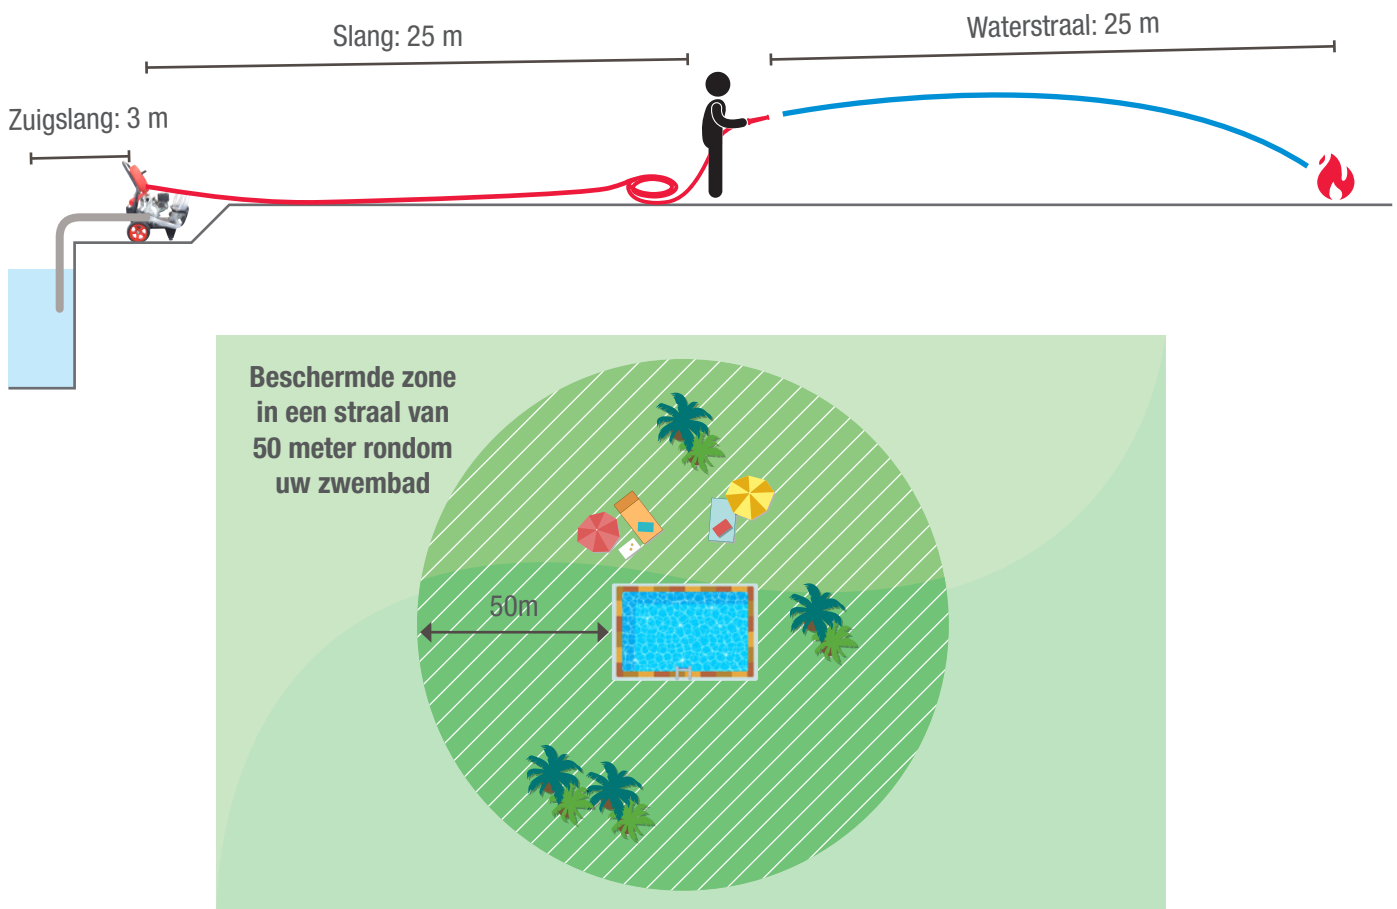 Slang: 25 m
Waterstraal: 25 m
Zuigslang: 3 m
Beschermde zone
in een straal van
50 meter rondom
uw zwembad
50m